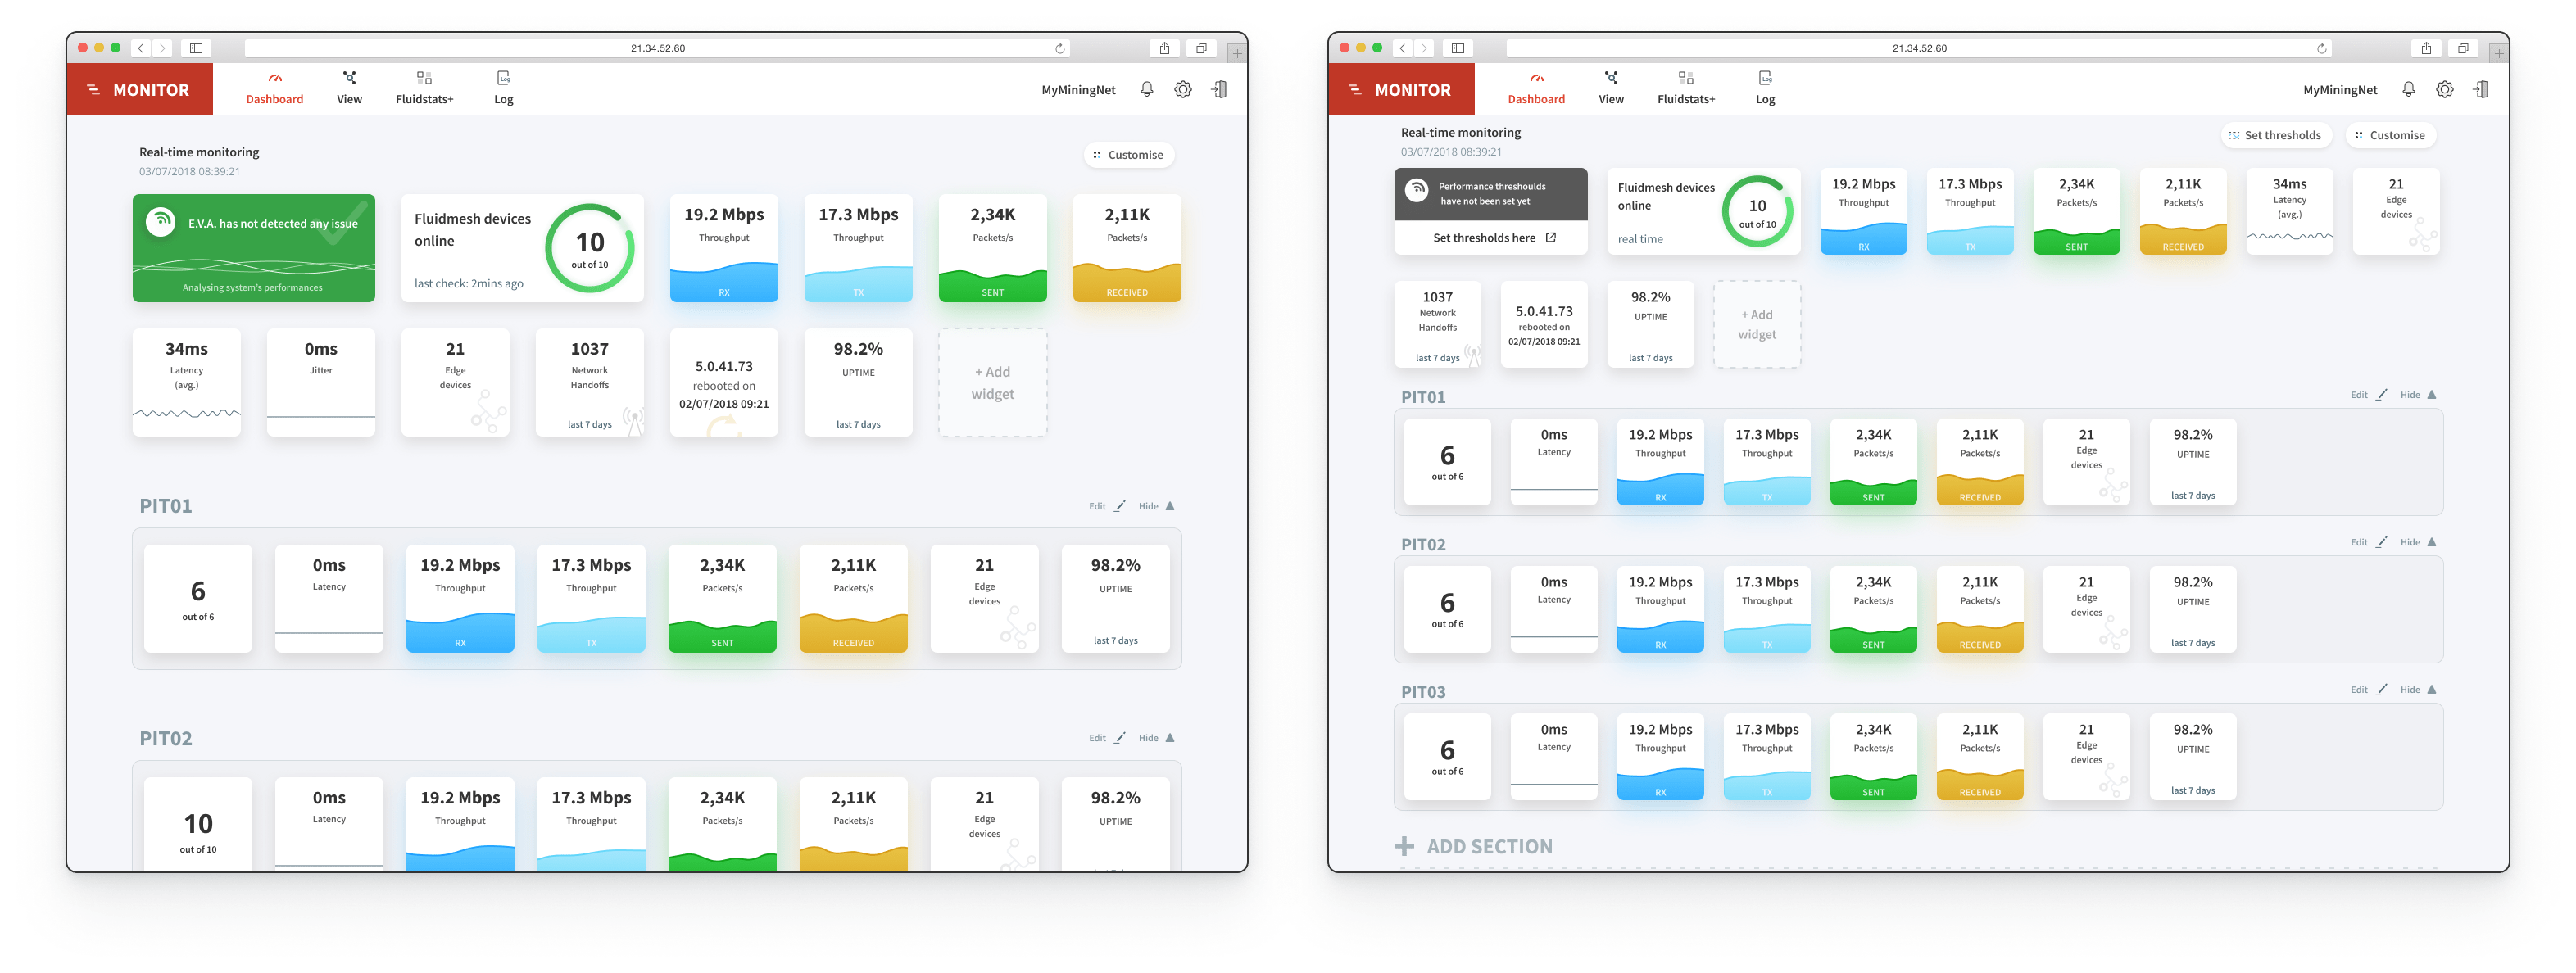 21.34.52.60
MONITOR
Dashboard
View
Fluidstats+
Log
Log
MyMiningNet
Real-time monitoring
03/07/2018 08:39:21
Customise
E.V.A. has not detected any issue
Analysing system's performances
Fluidmesh devices
online
last check: 2mins ago
10
out of 10
19.2 Mbps
Throughput
RX
17.3 Mbps
Throughput
TX
2,34K
Packets/s
SENT
2,11K
Packets/s
RECEIVED
34ms
Latency
(avg.)
0ms
Jitter
21
Edge
devices
1037
Network
Handoffs
last 7 days
5.0.41.73
rebooted on
02/07/2018 09:21
98.2%
UPTIME
last 7 days
+ Add
widget
PIT01
Edit
Hide
6
out of 6
0ms
Latency
19.2 Mbps
Throughput
RX
17.3 Mbps
Throughput
TX
2,34K
Packets/s
SENT
2,11K
Packets/s
RECEIVED
21
Edge
devices
98.2%
UPTIME
last 7 days
PIT02
Edit
Hide
10
out of 10
0ms
Latency
19.2 Mbps
Throughput
17.3 Mbps
Throughput
2,34K
Packets/s
2,11K
Packets/s
21
Edge
devices
98.2%
UPTIME
21.34.52.60
MONITOR
Dashboard
View
Fluidstats+
Log
Log
MyMiningNet
Real-time monitoring
03/07/2018 08:39:21
Set thresholds
Customise
Performance threshoulds
have not been set yet
Set thresholds here
Fluidmesh devices
online
real time
10
out of 10
19.2 Mbps
Throughput
RX
17.3 Mbps
Throughput
TX
2,34K
Packets/s
SENT
2,11K
Packets/s
RECEIVED
34ms
Latency
(avg.)
21
Edge
devices
1037
Network
Handoffs
last 7 days
5.0.41.73
rebooted on
02/07/2018 09:21
98.2%
UPTIME
last 7 days
+ Add
widget
PIT01
Edit
Hide
6
out of 6
0ms
Latency
19.2 Mbps
Throughput
RX
17.3 Mbps
Throughput
TX
2,34K
Packets/s
SENT
2,11K
Packets/s
RECEIVED
21
Edge
devices
98.2%
UPTIME
last 7 days
PIT02
Edit
Hide
6
out of 6
0ms
Latency
19.2 Mbps
Throughput
RX
17.3 Mbps
Throughput
TX
2,34K
Packets/s
SENT
2,11K
Packets/s
RECEIVED
21
Edge
devices
98.2%
UPTIME
last 7 days
PIT03
Edit
Hide
6
out of 6
0ms
Latency
19.2 Mbps
Throughput
RX
17.3 Mbps
Throughput
TX
2,34K
Packets/s
SENT
2,11K
Packets/s
RECEIVED
21
Edge
devices
98.2%
UPTIME
last 7 days
ADD SECTION